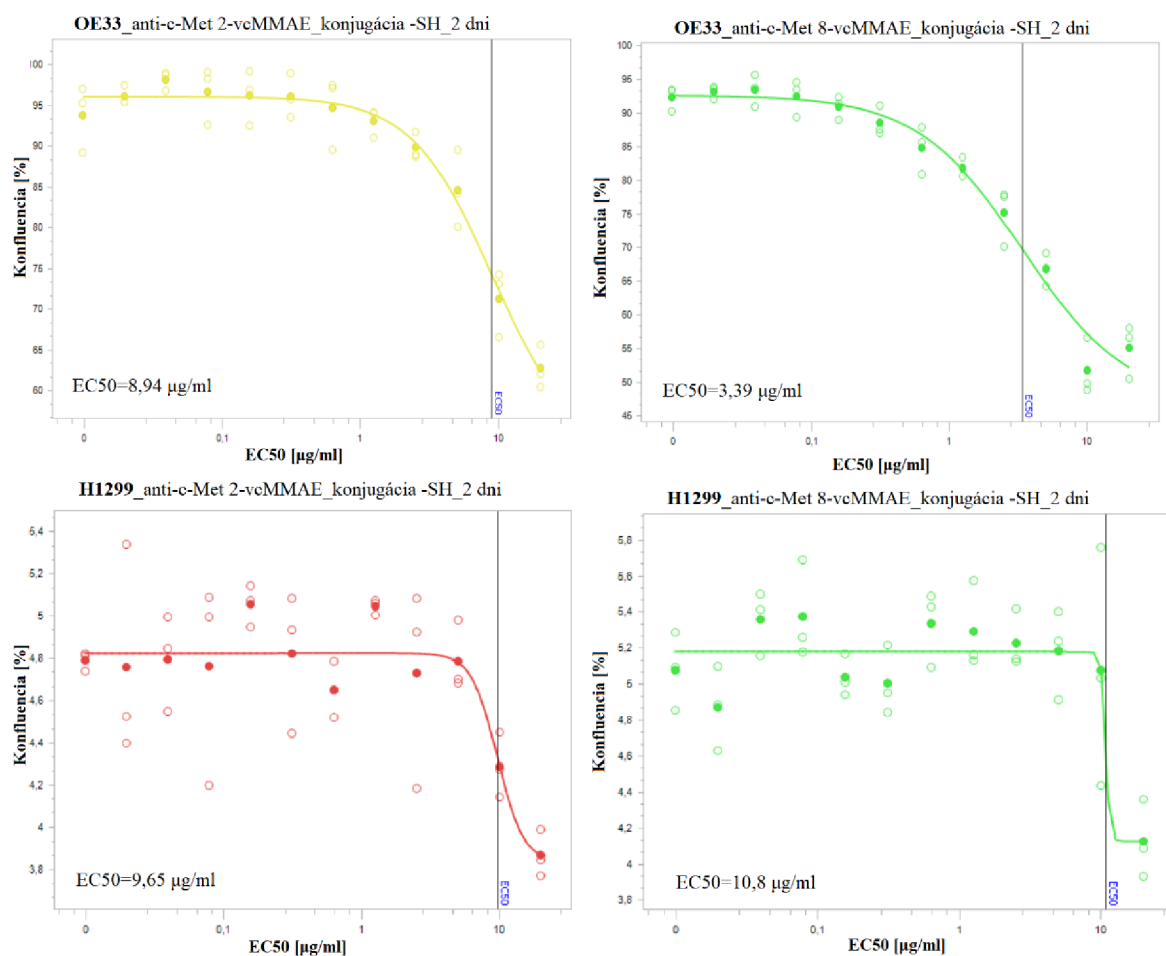 OE33_anti-c-Met 2-vcMMAE_konjugácia -SH_2 dni
Konfluencia [%]
100
95
90
85
80
75
70
65
60
EC50=8,94 µg/ml
EC50
0
0,1
1
10
EC50 [µg/ml]
OE33_anti-c-Met 8-vcMMAE_konjugácia -SH_2 dni
Konfluencia [%]
100
95
90
85
80
75
70
65
60
55
50
46
EC50=3,39 µg/ml
EC50
0
0,1
1
10
EC50 [µg/ml]
H1299_anti-c-Met 2-vcMMAE_konjugácia -SH_2 dni
Konfluencia [%]
5,4
5,2
5
4,8
4,6
4,4
4,2
4
3,8
EC50=9,65 µg/ml
EC50
0
0,1
1
10
EC50 [µg/ml]
H1299_anti-c-Met 8-vcMMAE_konjugácia -SH_2 dni
Konfluencia [%]
5,8
5,6
5,4
5,2
5
4,8
4,6
4,4
4,2
4
3,8
EC50=10,8 µg/ml
EC50
0
0,1
1
10
EC50 [µg/ml]